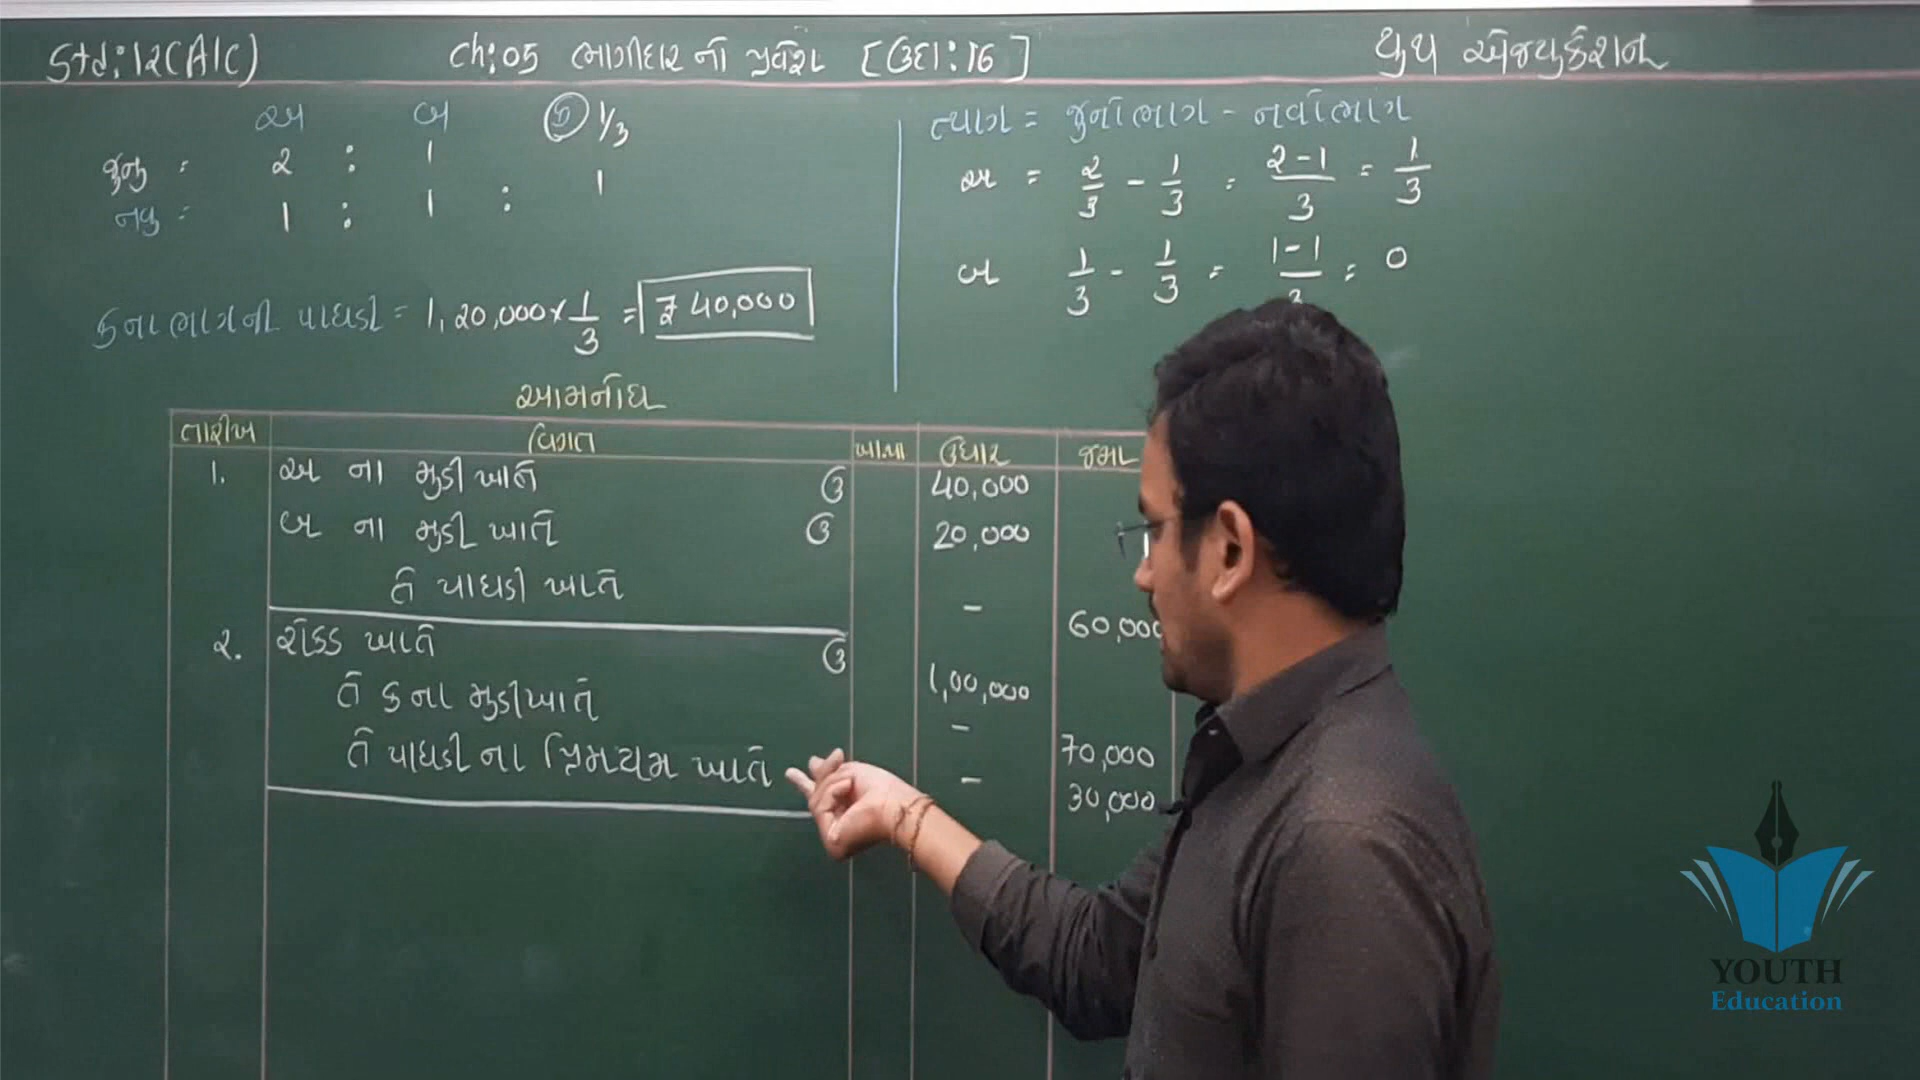 Std:12(A/C) Ch:05 ભાગીદારનો પ્રવેશ [ઉદા:16] યુથ એજ્યુકેશન
અ બ ક 1/3
જુનુ = 2 : 1
નવુ = 1 : 1 : 1
કના ભાગની પાઘડી = 1,20,000 × 1/3 = ₹ 40,000
ત્યાગ = જુનોભાગ - નવોભાગ
અ = 2/3 - 1/3 = 2-1/3 = 1/3
બ 1/3 - 1/3 = 1-1/3 = 0
આમનોંધ
તારીખ વિગત ખા.પા ઉધાર જમા
1. અ ના મુડી ખાતે ઉ 40,000
બ ના મુડી ખાતે ઉ 20,000
તે પાઘડી ખાતે - 60,000
2. રોકડ ખાતે ઉ 1,00,000
તે કના મુડીખાતે - 70,000
તે પાઘડીના પ્રિમયમ ખાતે - 30,000
YOUTH
Education